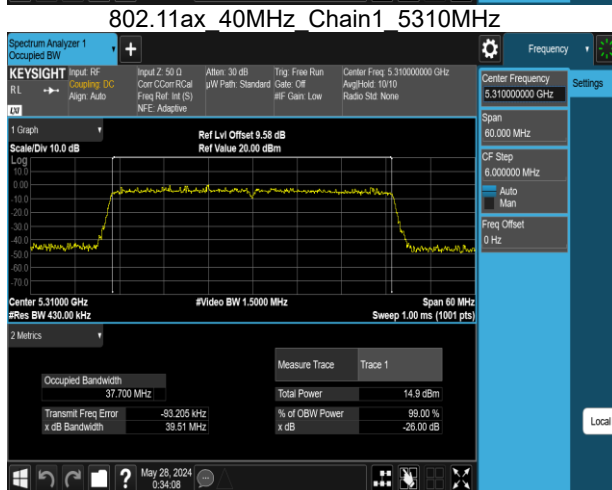 802.11ax_40MHz_Chain1_5310MHz
Spectrum Analyzer 1
Occupied BW
Frequency
KEYSIGHT Input: RF Input Z: 50 Ω Atten: 30 dB Trig: Free Run Center Freq: 5.310000000 GHz
RL Coupling: DC Corr CCorr RCal µW Path: Standard Gate: Off Avg|Hold: 10/10
Align: Auto Freq Ref: Int (S) #IF Gain: Low Radio Std: None
NFE: Adaptive
Center Frequency
5.310000000 GHz
Settings
Span
60.000 MHz
CF Step
6.000000 MHz
Auto
Man
Freq Offset
0 Hz
1 Graph
Ref Lvl Offset 9.58 dB
Scale/Div 10.0 dB Ref Value 20.00 dBm
Log
10.0
0.00
-10.0
-20.0
-30.0
-40.0
-50.0
-60.0
-70.0
Center 5.31000 GHz #Video BW 1.5000 MHz Span 60 MHz
#Res BW 430.00 kHz Sweep 1.00 ms (1001 pts)
2 Metrics
Measure Trace Trace 1
Occupied Bandwidth
37.700 MHz Total Power 14.9 dBm
Transmit Freq Error -93.205 kHz % of OBW Power 99.00 %
x dB Bandwidth 39.51 MHz x dB -26.00 dB
Local
? May 28, 2024
0:34:08